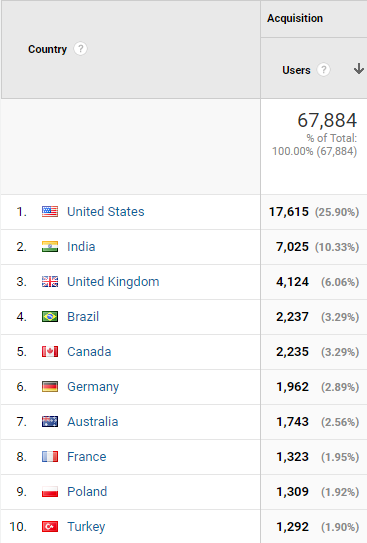 Acquisition
Country ?
Users ?
67,884
% of Total:
100.00% (67,884)
1. United States 17,615 (25.90%)
2. India 7,025 (10.33%)
3. United Kingdom 4,124 (6.06%)
4. Brazil 2,237 (3.29%)
5. Canada 2,235 (3.29%)
6. Germany 1,962 (2.89%)
7. Australia 1,743 (2.56%)
8. France 1,323 (1.95%)
9. Poland 1,309 (1.92%)
10. Turkey 1,292 (1.90%)